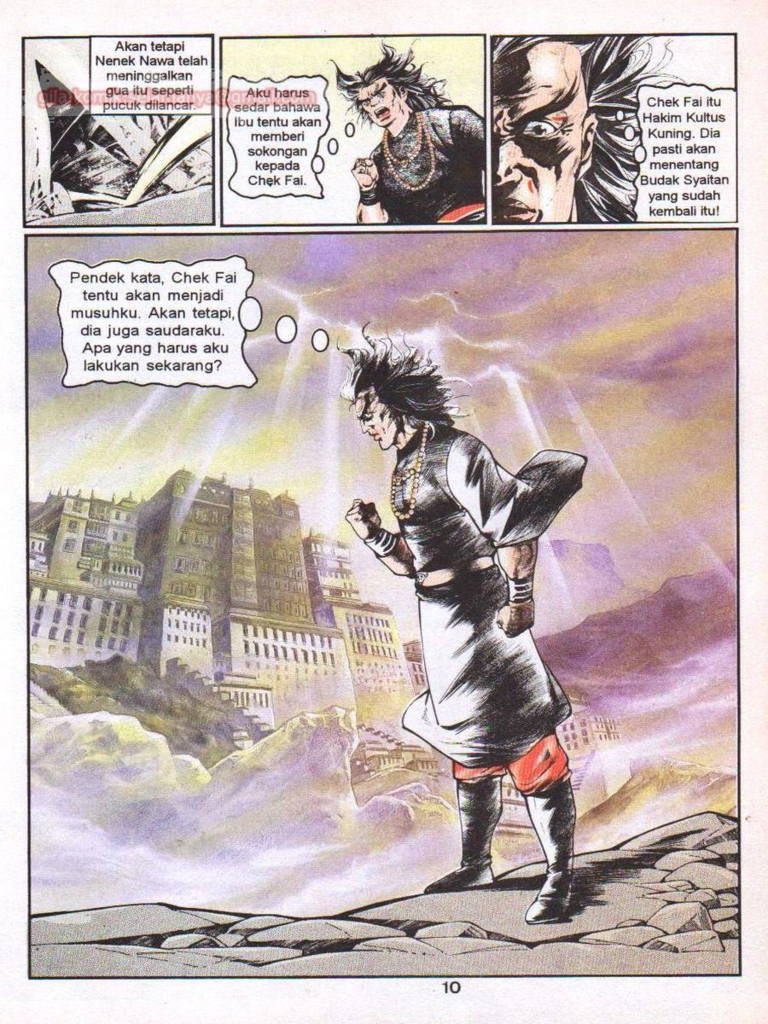 Akan tetapi
Nenek Nawa telah
meninggalkan
gua itu seperti
pucuk dilancar.
Aku harus
sedar bahawa
Ibu tentu akan
memberi
sokongan
kepada
Chek Fai.
Chek Fai itu
Hakim Kultus
Kuning. Dia
pasti akan
menentang
Budak Syaitan
yang sudah
kembali itu!
Pendek kata, Chek Fai
tentu akan menjadi
musuhku. Akan tetapi,
dia juga saudaraku.
Apa yang harus aku
lakukan sekarang?
10